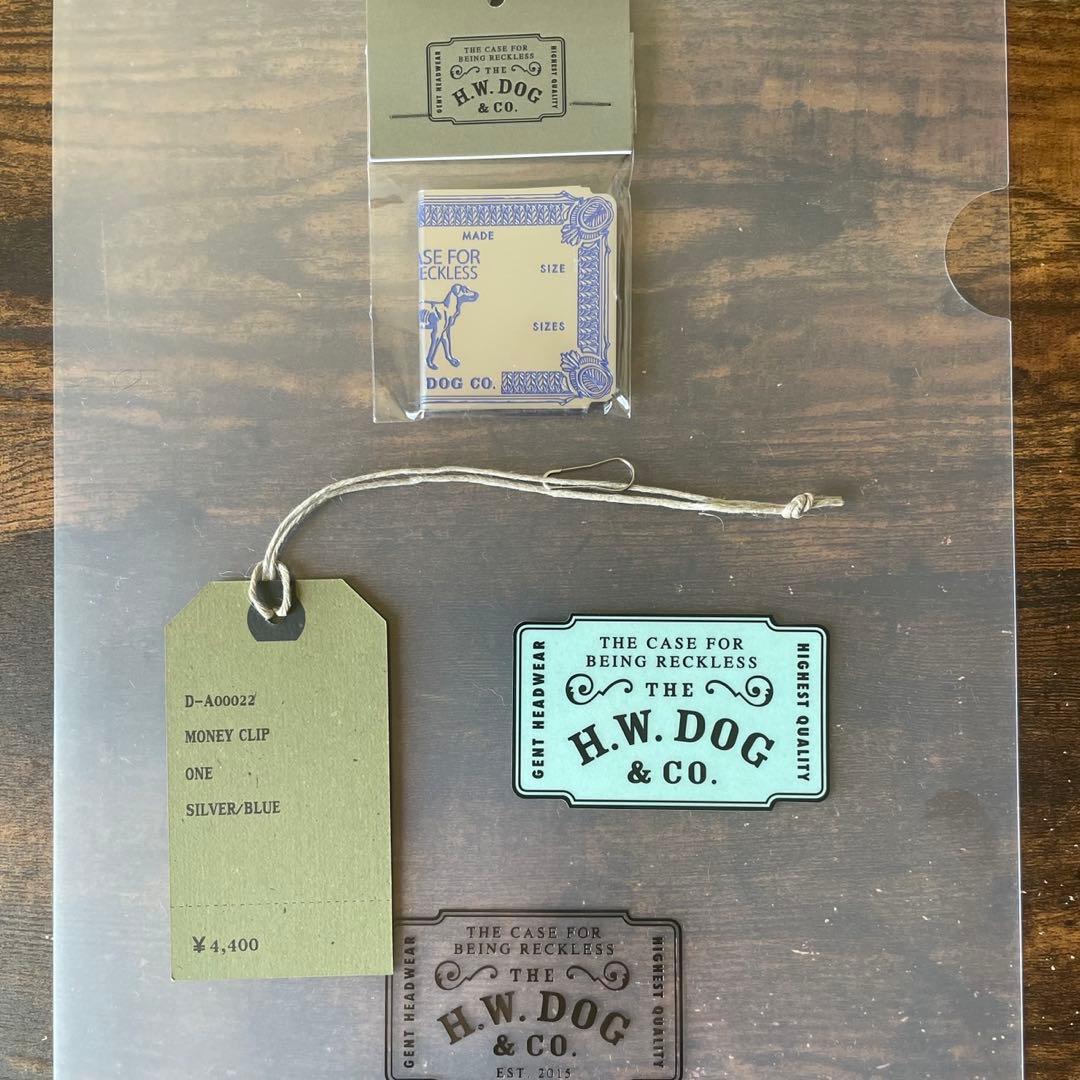 THE CASE FOR
BEING RECKLESS
GENT HEADWEAR
THE
H.W. DOG
& CO.
HIGHEST QUALITY
MADE
ASE FOR
ECKLESS
SIZE
SIZES
DOG CO.
D-A00022
MONEY CLIP
ONE
SILVER/BLUE
¥4,400
THE CASE FOR
BEING RECKLESS
GENT HEADWEAR
THE
H.W. DOG
& CO.
HIGHEST QUALITY
THE CASE FOR
BEING RECKLESS
GENT HEADWEAR
THE
H.W. DOG
& CO.
HIGHEST QUALITY
EST. 2015